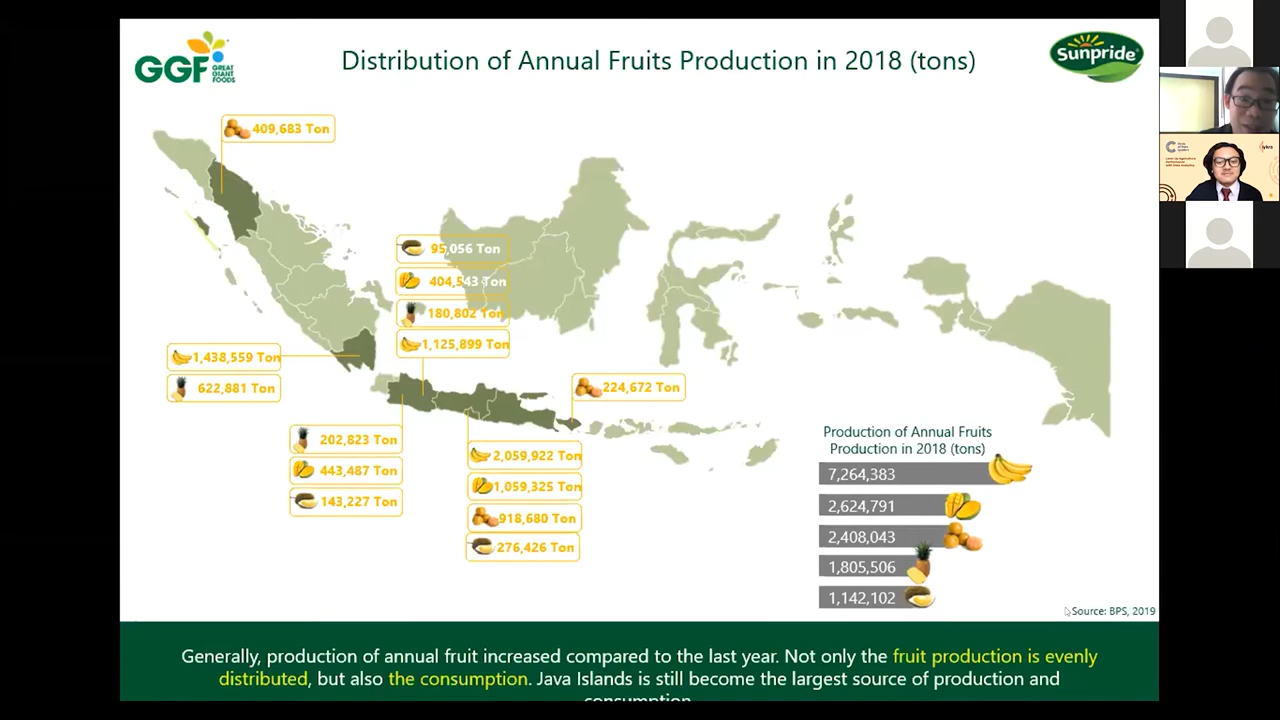 GGF GREAT GIANT FOODS
Distribution of Annual Fruits Production in 2018 (tons)
Sunpride
409,683 Ton
95,056 Ton
404,543 Ton
180,802 Ton
1,125,899 Ton
1,438,559 Ton
622,881 Ton
224,672 Ton
202,823 Ton
443,487 Ton
143,227 Ton
2,059,922 Ton
1,059,325 Ton
918,680 Ton
276,426 Ton
Production of Annual Fruits
Production in 2018 (tons)
7,264,383
2,624,791
2,408,043
1,805,506
1,142,102
Source: BPS, 2019
Generally, production of annual fruit increased compared to the last year. Not only the fruit production is evenly
distributed, but also the consumption. Java Islands is still become the largest source of production and
consumption